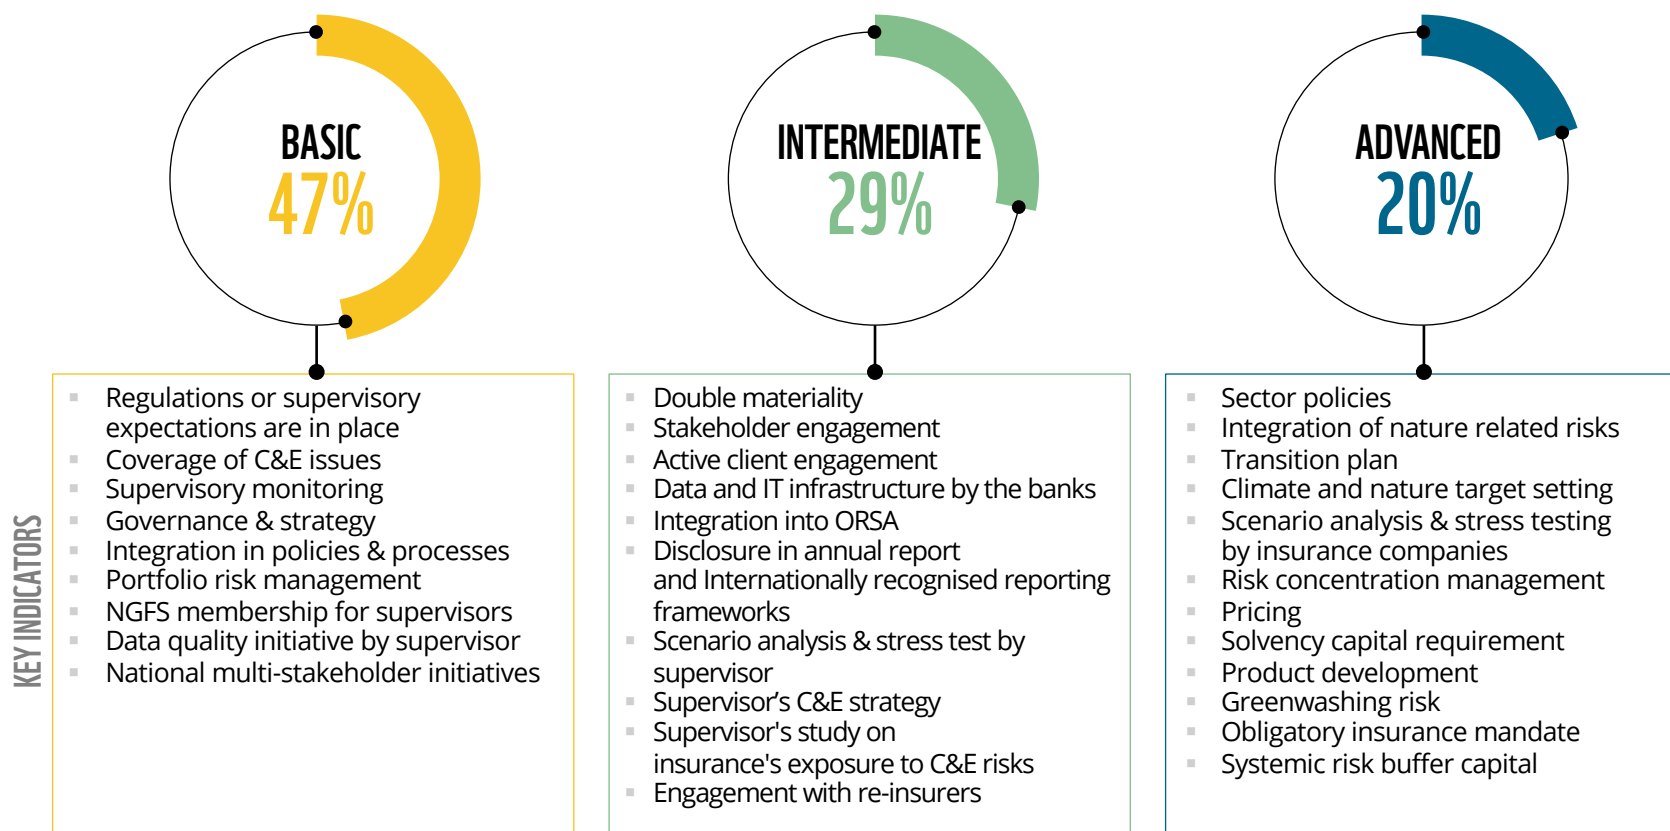 BASIC
47%
INTERMEDIATE
29%
ADVANCED
20%
KEY INDICATORS
Regulations or supervisory
expectations are in place
Coverage of C&E issues
Supervisory monitoring
Governance & strategy
Integration in policies & processes
Portfolio risk management
NGFS membership for supervisors
Data quality initiative by supervisor
National multi-stakeholder initiatives
Double materiality
Stakeholder engagement
Active client engagement
Data and IT infrastructure by the banks
Integration into ORSA
Disclosure in annual report
and Internationally recognised reporting
frameworks
Scenario analysis & stress test by
supervisor
Supervisor’s C&E strategy
Supervisor's study on
insurance's exposure to C&E risks
Engagement with re-insurers
Sector policies
Integration of nature related risks
Transition plan
Climate and nature target setting
Scenario analysis & stress testing
by insurance companies
Risk concentration management
Pricing
Solvency capital requirement
Product development
Greenwashing risk
Obligatory insurance mandate
Systemic risk buffer capital